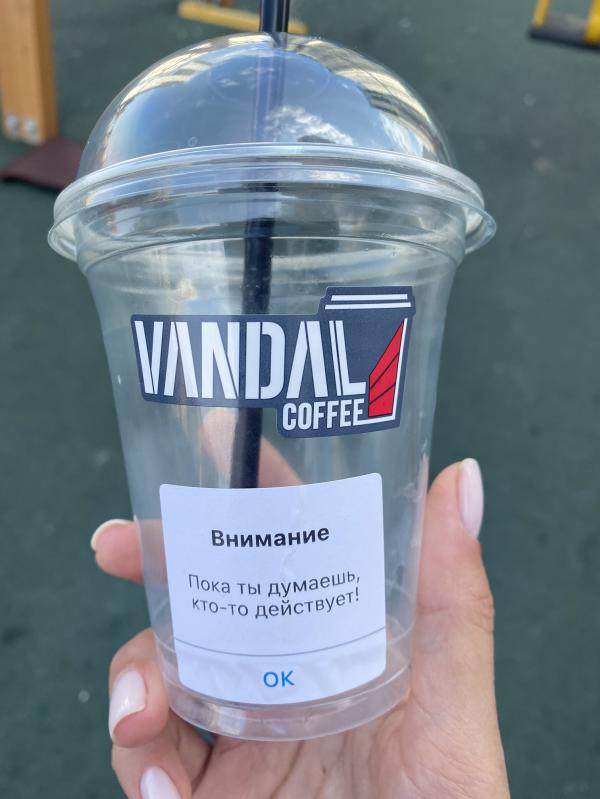 VANDAL
COFFEE
Внимание
Пока ты думаешь,
кто-то действует!
OK